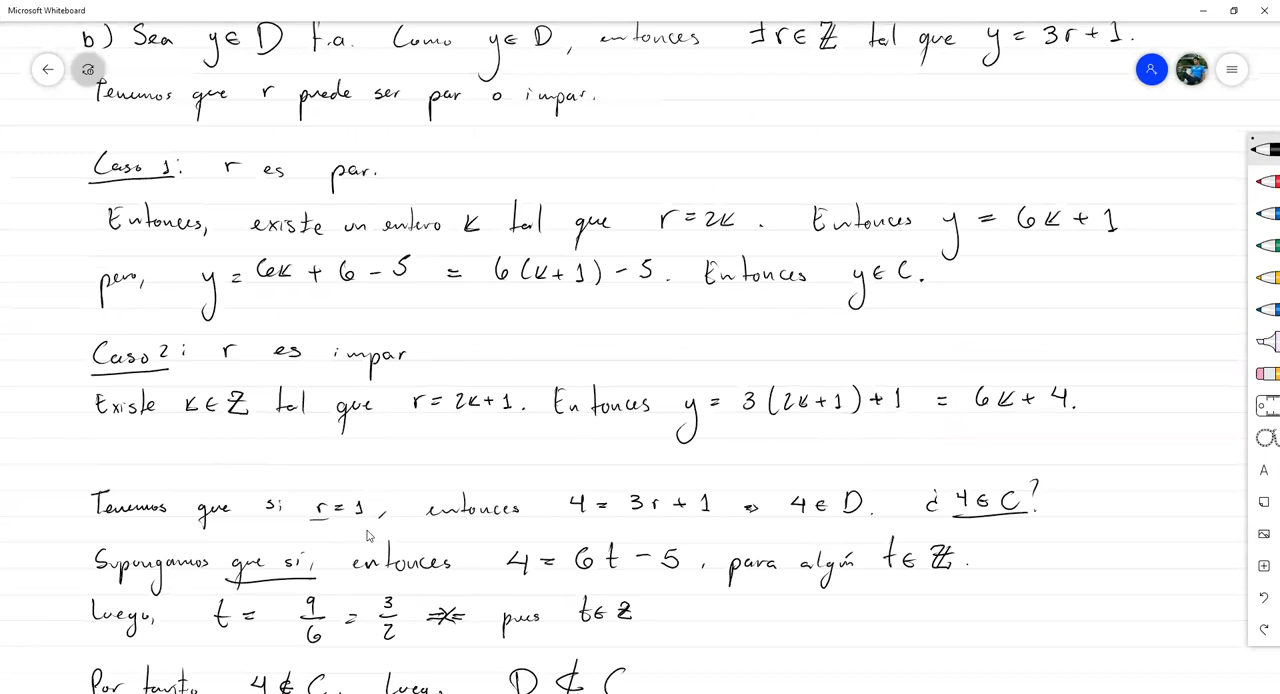 Microsoft Whiteboard
b) Sea y ∈ D f.a. Como y ∈ D, entonces ∃ r ∈ ℤ tal que y = 3r + 1.
Tenemos que r puede ser par o impar.
Caso 1: r es par.
Entonces, existe un entero k tal que r = 2k. Entonces y = 6k + 1
pero, y = 6k + 6 - 5 = 6(k+1) - 5. Entonces y ∈ C.
Caso 2: r es impar
Existe k ∈ ℤ tal que r = 2k+1. Entonces y = 3(2k+1)+1 = 6k + 4.
Tenemos que si r = 1, entonces 4 = 3r + 1 ⇒ 4 ∈ D. ¿4 ∈ C?
Supongamos que si, entonces 4 = 6t - 5, para algún t ∈ ℤ.
Luego, t = 9/6 = 3/2 ⇒⇐ pues t ∈ ℤ
Por tanto 4 ∉ C, luego D ⊄ C